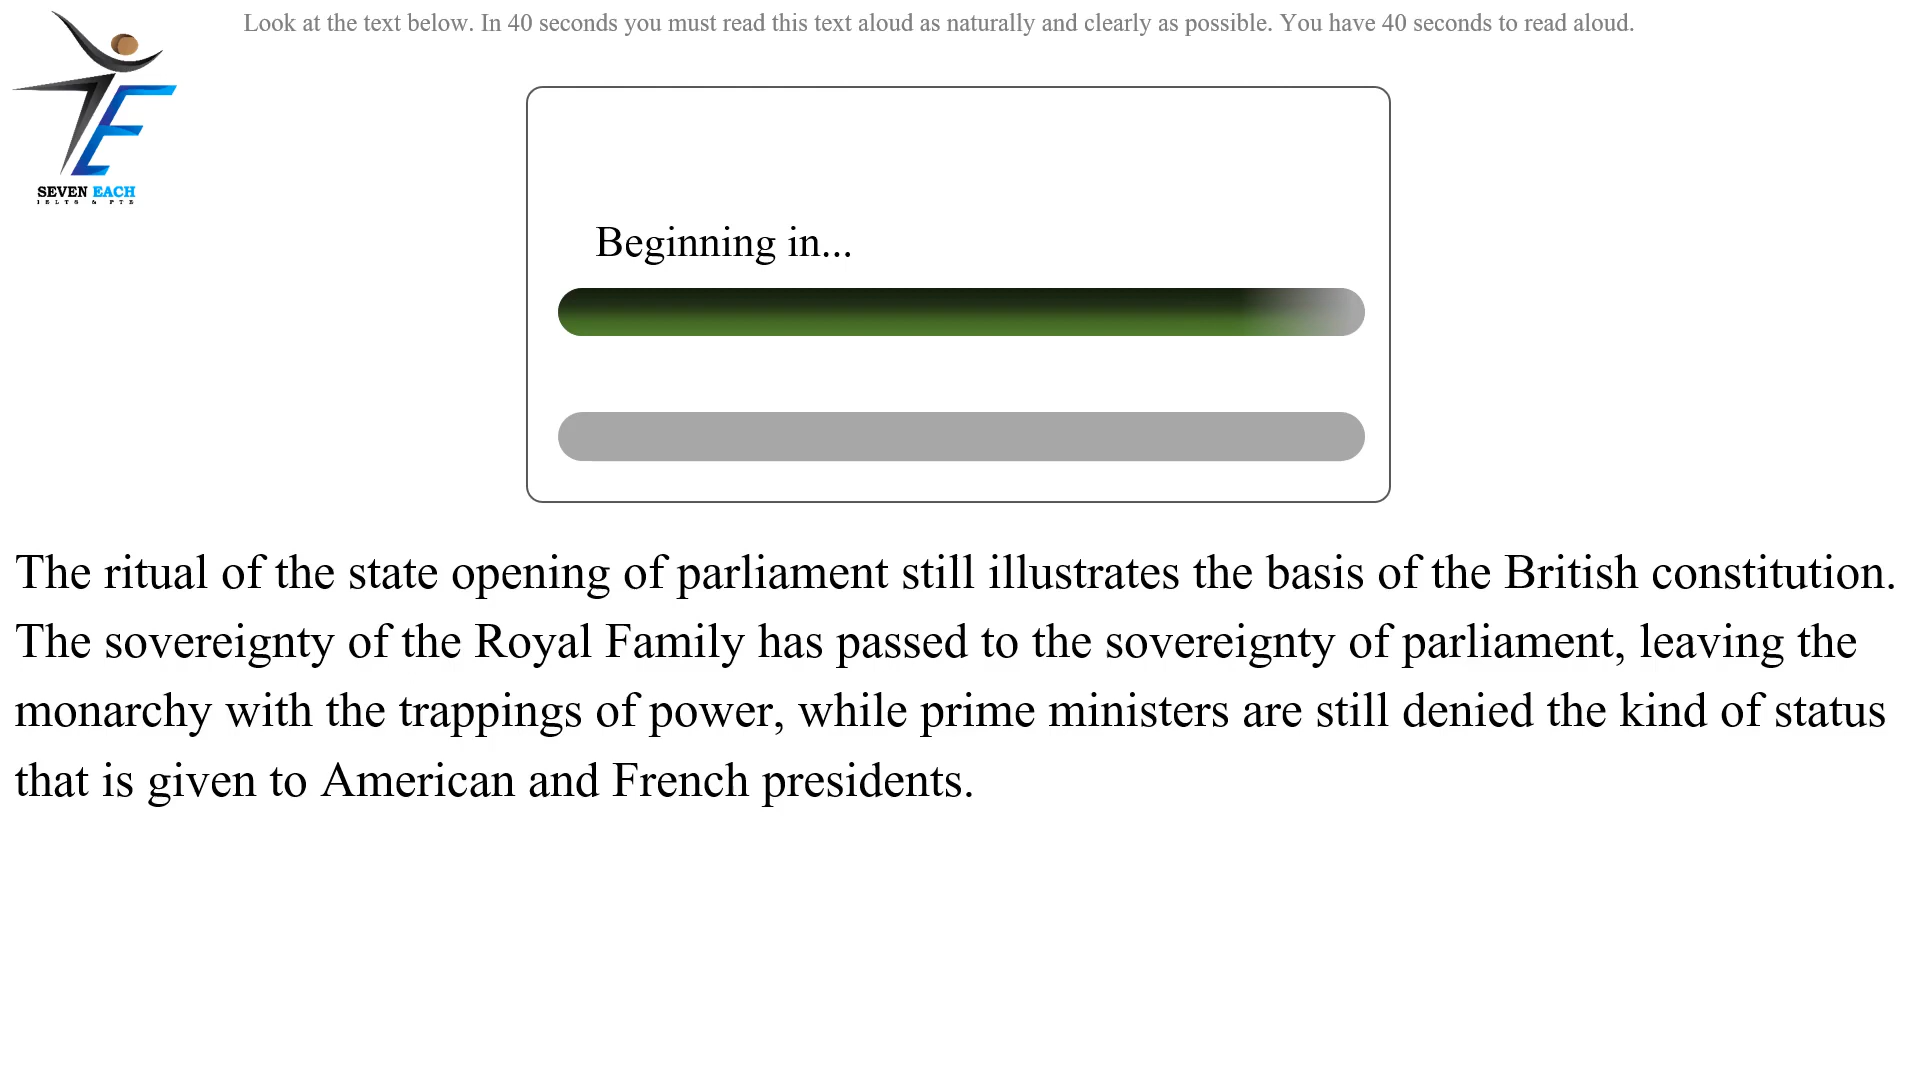 Look at the text below. In 40 seconds you must read this text aloud as naturally and clearly as possible. You have 40 seconds to read aloud.
SEVEN EACH
IELTS & PTE
Beginning in...
The ritual of the state opening of parliament still illustrates the basis of the British constitution.
The sovereignty of the Royal Family has passed to the sovereignty of parliament, leaving the
monarchy with the trappings of power, while prime ministers are still denied the kind of status
that is given to American and French presidents.